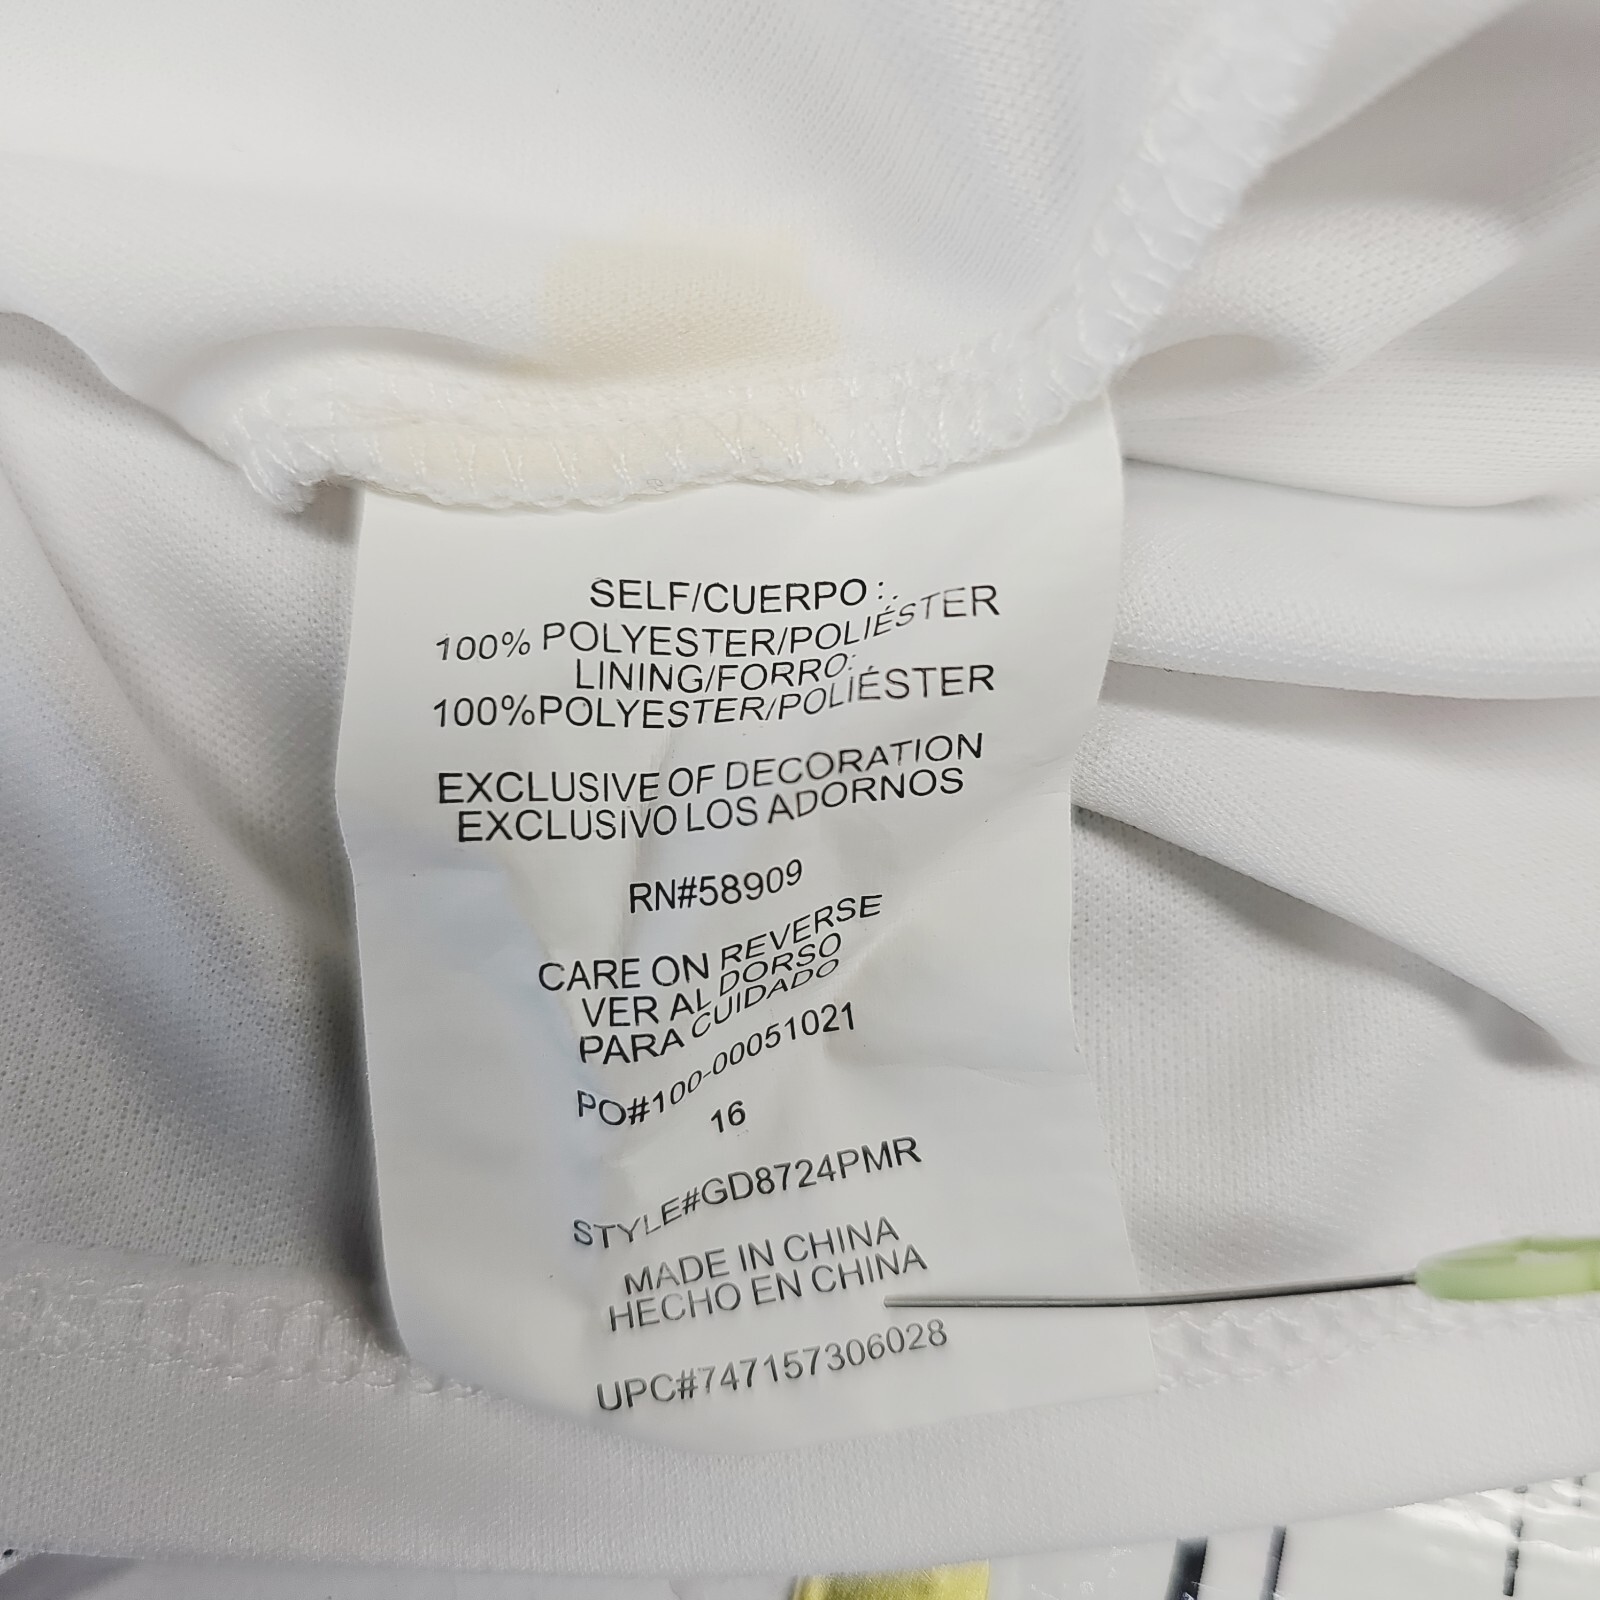 SELF/CUERPO:
100% POLYESTER/POLIÉSTER
LINING/FORRO:
100%POLYESTER/POLIÉSTER
EXCLUSIVE OF DECORATION
EXCLUSIVO LOS ADORNOS
RN#58909
CARE ON REVERSE
VER AL DORSO
PARA CUIDADO
PO#100-00051021
16
STYLE#GD8724PMR
MADE IN CHINA
HECHO EN CHINA
UPC#747157306028